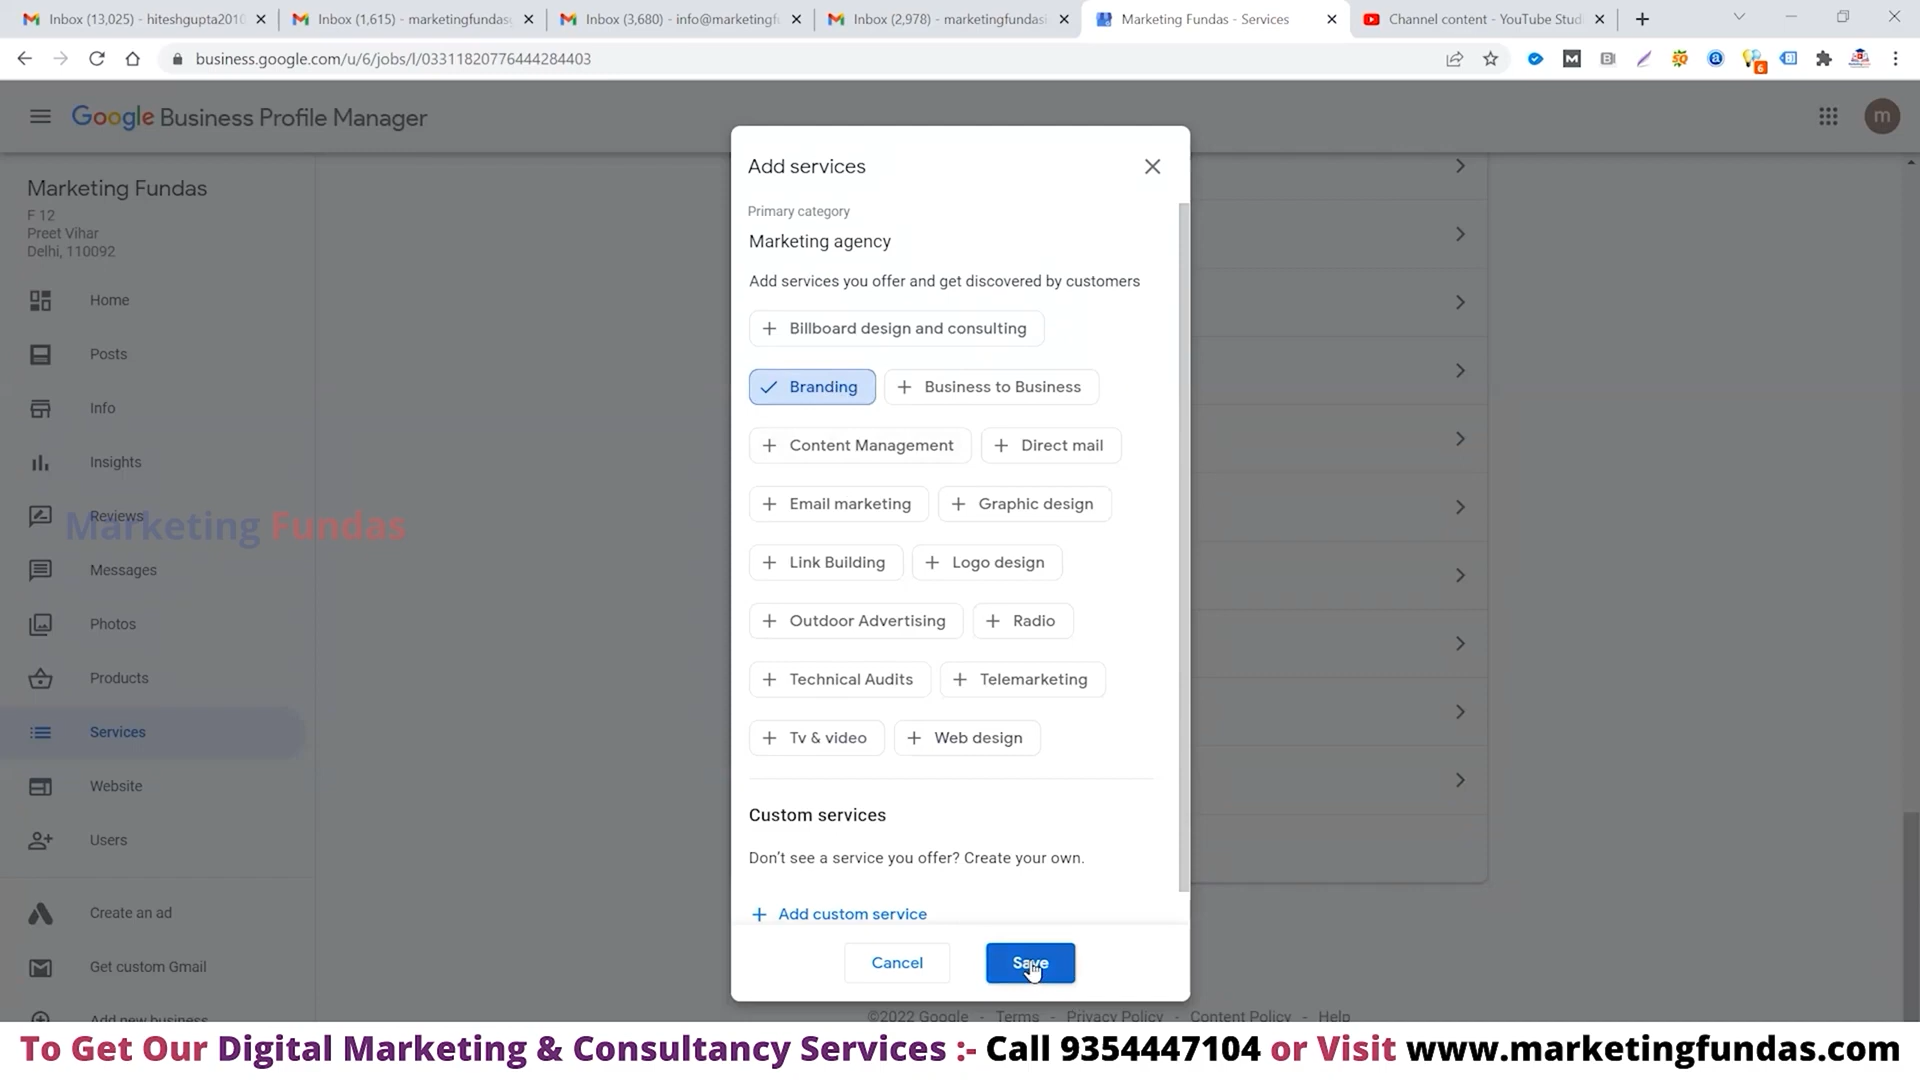 Inbox (13,025) - hiteshgupta2010
Inbox (1,615) - marketingfundas
Inbox (3,680) - info@marketingf
Inbox (2,978) - marketingfundas
Marketing Fundas - Services
Channel content - YouTube Stud
business.google.com/u/6/jobs/l/03311820776444284403
6
Google Business Profile Manager
m
Marketing Fundas
F 12
Preet Vihar
Delhi, 110092
Home
Posts
Info
Insights
Reviews
Marketing Fundas
Messages
Photos
Products
Services
Website
Users
Create an ad
Get custom Gmail
Add new business
Add services
Primary category
Marketing agency
Add services you offer and get discovered by customers
+ Billboard design and consulting
Branding
+ Business to Business
+ Content Management
+ Direct mail
+ Email marketing
+ Graphic design
+ Link Building
+ Logo design
+ Outdoor Advertising
+ Radio
+ Technical Audits
+ Telemarketing
+ Tv & video
+ Web design
Custom services
Don't see a service you offer? Create your own.
+ Add custom service
Cancel
Save
©2022 Google - Terms - Privacy Policy - Content Policy - Help
To Get Our Digital Marketing & Consultancy Services :- Call 9354447104 or Visit www.marketingfundas.com